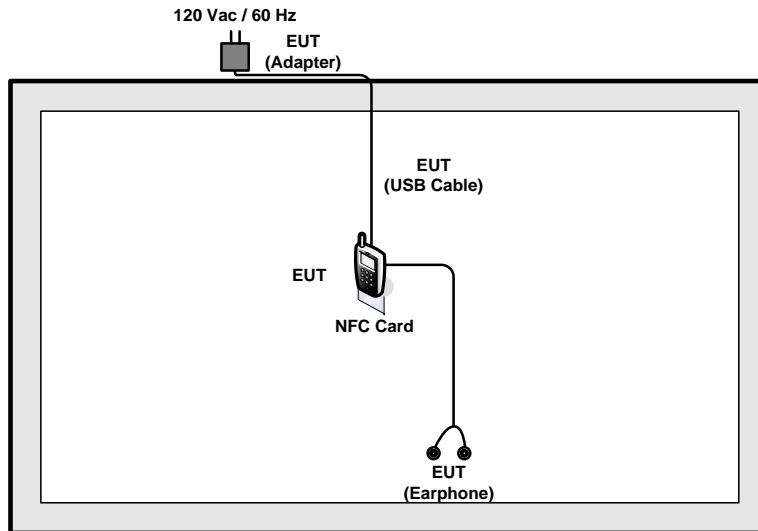 120 Vac / 60 Hz
EUT
(Adapter)
EUT
(USB Cable)
EUT
NFC Card
EUT
(Earphone)